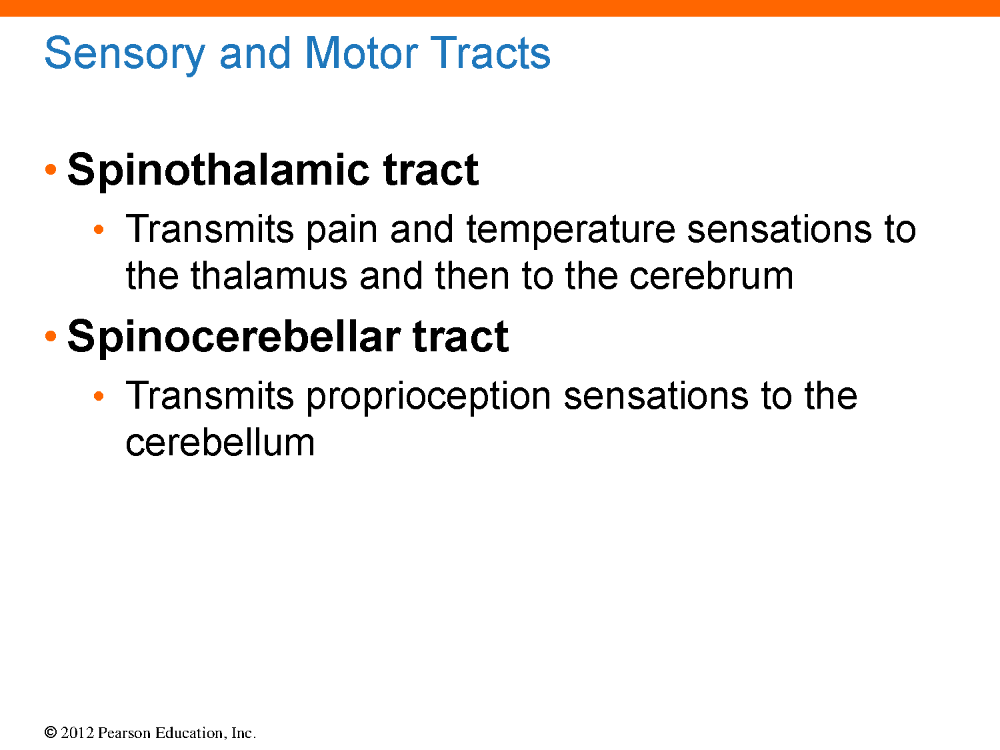 Sensory and Motor Tracts
• Spinothalamic tract
• Transmits pain and temperature sensations to
the thalamus and then to the cerebrum
• Spinocerebellar tract
• Transmits proprioception sensations to the
cerebellum
© 2012 Pearson Education, Inc.